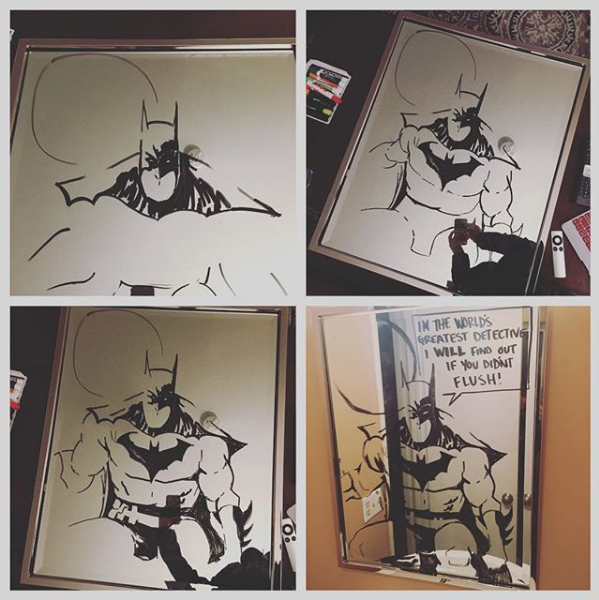 IN THE WORLD'S
GREATEST DETECTIVE
I WILL FIND OUT
IF YOU DIDN'T
FLUSH!